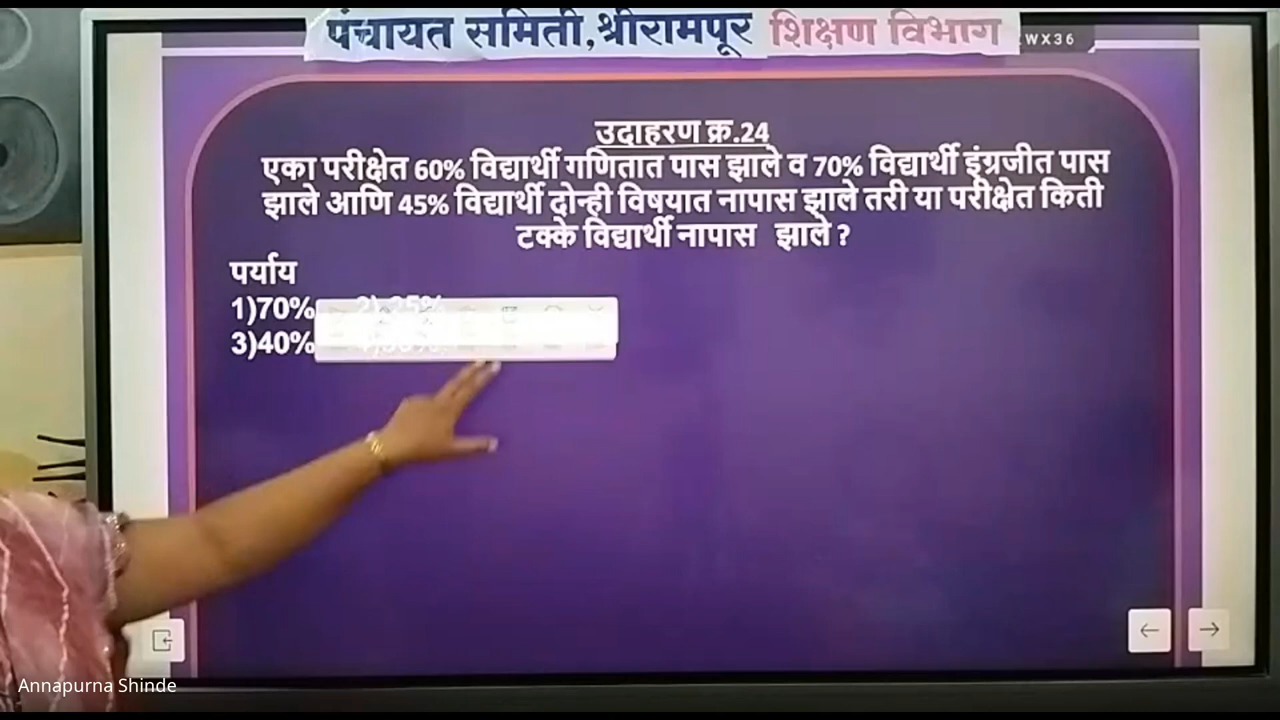 पंचायत समिती,श्रीरामपूर शिक्षण विभाग
WX36
उदाहरण क्र.24
एका परीक्षेत 60% विद्यार्थी गणितात पास झाले व 70% विद्यार्थी इंग्रजीत पास
झाले आणि 45% विद्यार्थी दोन्ही विषयात नापास झाले तरी या परीक्षेत किती
टक्के विद्यार्थी नापास झाले ?
पर्याय
1)70%
3)40%
Annapurna Shinde